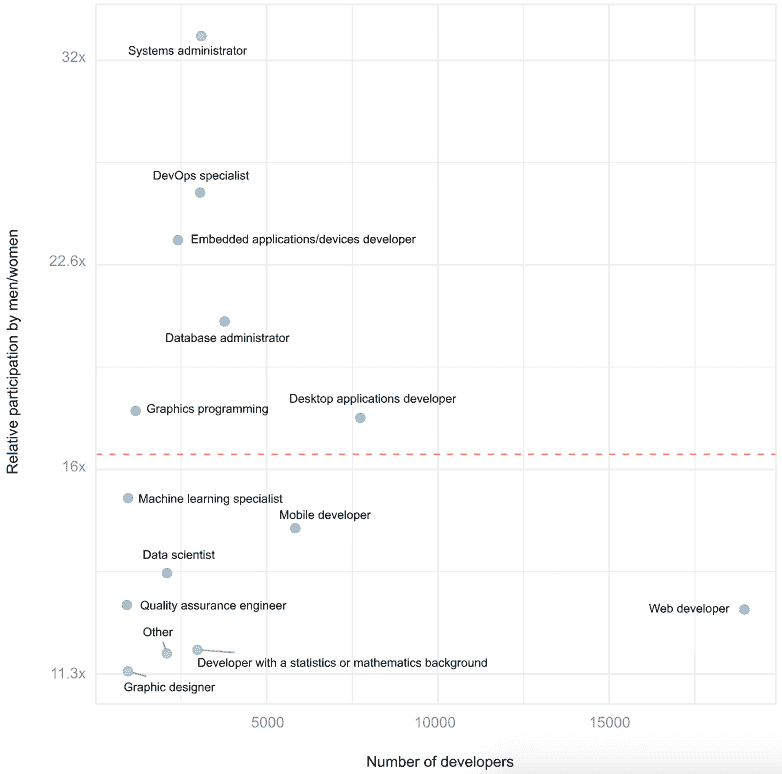 Systems administrator
32x
DevOps specialist
Embedded applications/devices developer
22.6x
Database administrator
Desktop applications developer
Graphics programming
16x
Machine learning specialist
Mobile developer
Data scientist
Quality assurance engineer
Web developer
Other
Developer with a statistics or mathematics background
11.3x
Graphic designer
Relative participation by men/women
5000 10000 15000
Number of developers